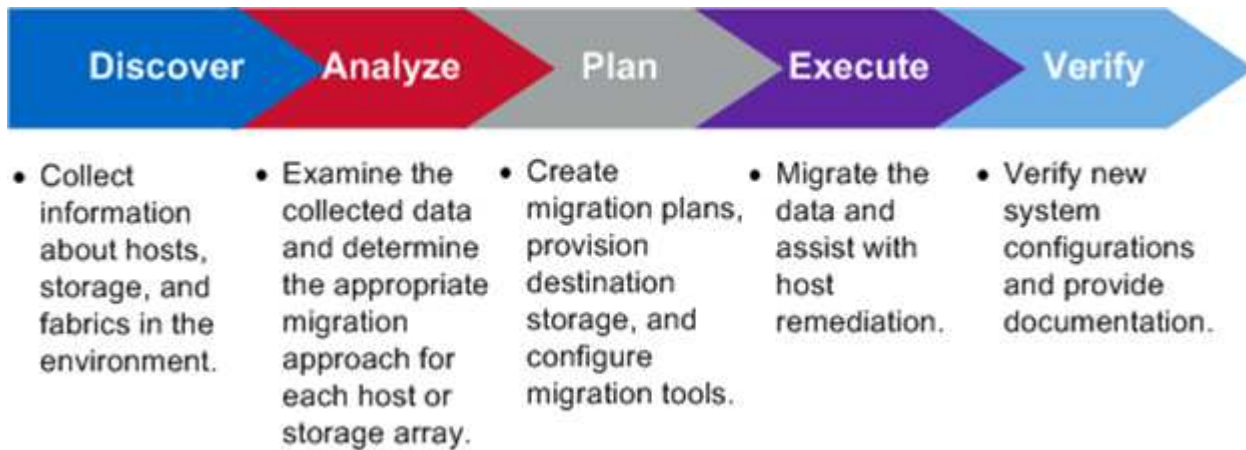 Discover Analyze Plan Execute Verify
• Collect
information
about hosts,
storage, and
fabrics in the
environment.
• Examine the
collected data
and determine
the appropriate
migration
approach for
each host or
storage array.
• Create
migration plans,
provision
destination
storage, and
configure
migration tools.
• Migrate the
data and
assist with
host
remediation.
• Verify new
system
configurations
and provide
documentation.